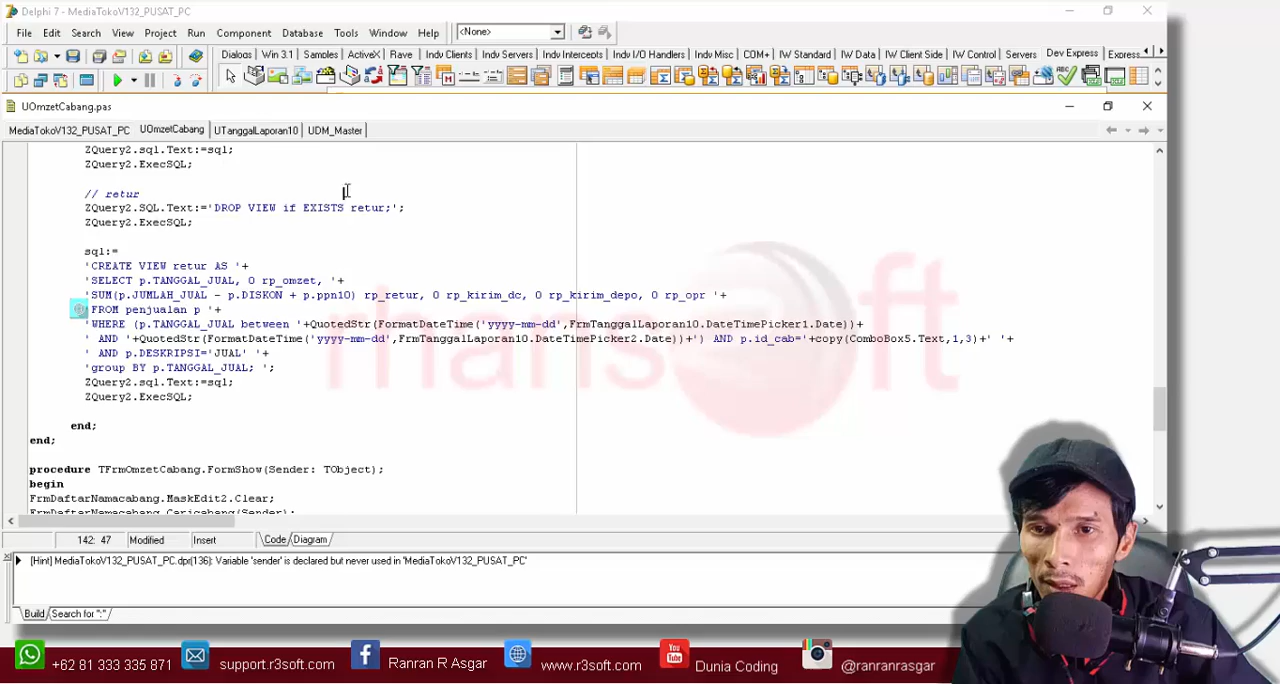 Delphi 7 - MediaTokoV132_PUSAT_PC
File Edit Search View Project Run Component Database Tools Window Help <None>
Dialogs Win 3.1 Samples ActiveX Rave Indy Clients Indy Servers Indy Intercepts Indy I/O Handlers Indy Misc COM+ IW Standard IW Data IW Client Side IW Control Servers Dev Express Express
UOmzetCabang.pas
MediaTokoV132_PUSAT_PC UOmzetCabang UTanggalLaporan10 UDM_Master
ZQuery2.sql.Text:=sql;
ZQuery2.ExecSQL;
// retur
ZQuery2.SQL.Text:='DROP VIEW if EXISTS retur;';
ZQuery2.ExecSQL;
sql:=
'CREATE VIEW retur AS '+
'SELECT p.TANGGAL_JUAL, 0 rp_omzet, '+
'SUM(p.JUMLAH_JUAL - p.DISKON + p.ppn10) rp_retur, 0 rp_kirim_dc, 0 rp_kirim_depo, 0 rp_opr '+
FROM penjualan p '+
'WHERE (p.TANGGAL_JUAL between '+QuotedStr(FormatDateTime('yyyy-mm-dd',FrmTanggalLaporan10.DateTimePicker1.Date))+
' AND '+QuotedStr(FormatDateTime('yyyy-mm-dd',FrmTanggalLaporan10.DateTimePicker2.Date))+') AND p.id_cab='+copy(ComboBox5.Text,1,3)+' '+
' AND p.DESKRIPSI='JUAL' '+
'group BY p.TANGGAL_JUAL; ';
ZQuery2.sql.Text:=sql;
ZQuery2.ExecSQL;
end;
end;
procedure TFrmOmzetCabang.FormShow(Sender: TObject);
begin
FrmDaftarNamacabang.MaskEdit2.Clear;
FrmDaftarNamacabang.Caricabang(Sender);
rhansoft
142: 47 Modified Insert Code Diagram
[Hint] MediaTokoV132_PUSAT_PC.dpr(136): Variable 'sender' is declared but never used in 'MediaTokoV132_PUSAT_PC'
Build Search for ":"
+62 81 333 335 871 support.r3soft.com Ranran R Asgar www.r3soft.com You Tube Dunia Coding @ranranrasgar